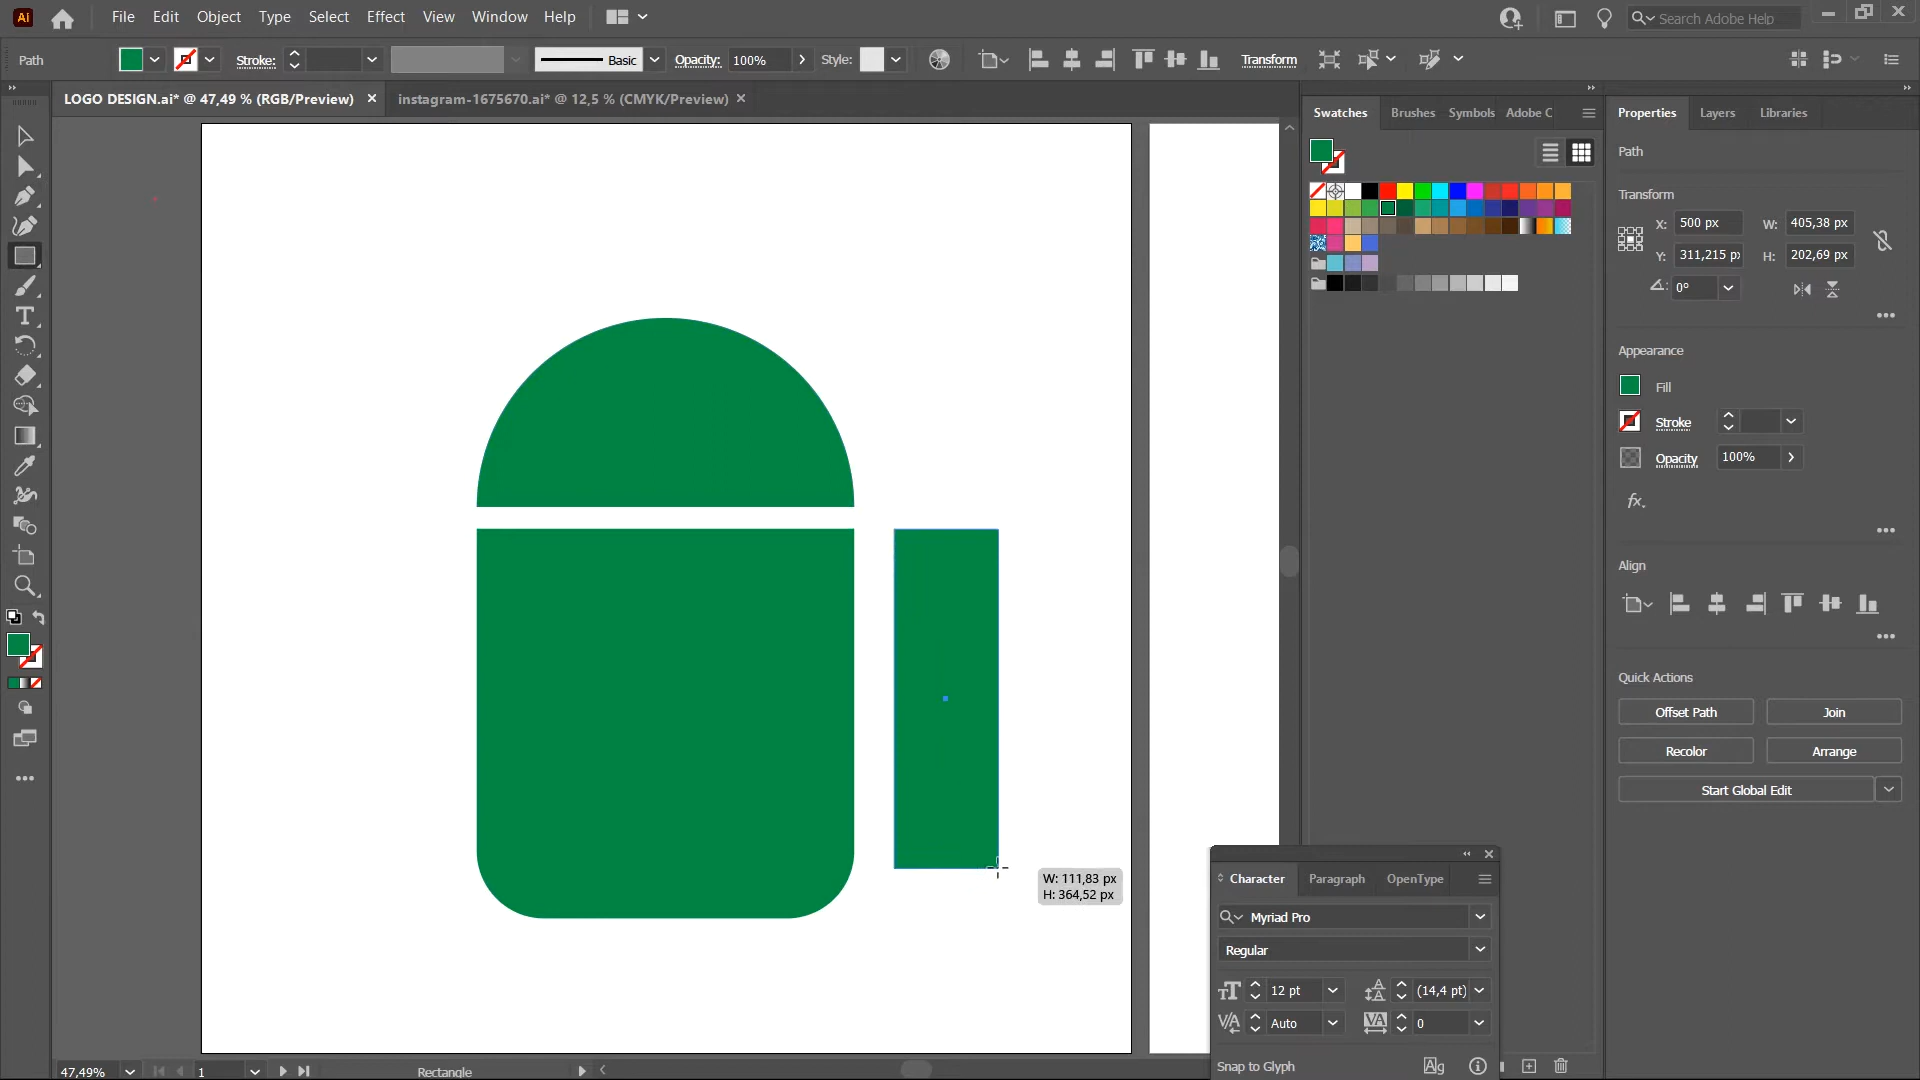 Ai File Edit Object Type Select Effect View Window Help Search Adobe Help
Path Stroke: Basic Opacity: 100% Style: Transform
LOGO DESIGN.ai* @ 47,49 % (RGB/Preview) instagram-1675670.ai* @ 12,5 % (CMYK/Preview)
Swatches Brushes Symbols Adobe C
Properties Layers Libraries
Path
Transform
X: 500 px W: 405,38 px
Y: 311,215 px H: 202,69 px
0°
Appearance
Fill
Stroke
Opacity 100%
fx.
Align
Quick Actions
Offset Path Join
Recolor Arrange
Start Global Edit
W: 111,83 px
H: 364,52 px
Character Paragraph OpenType
Myriad Pro
Regular
12 pt (14,4 pt)
Auto 0
Snap to Glyph
47,49% 1 Rectangle